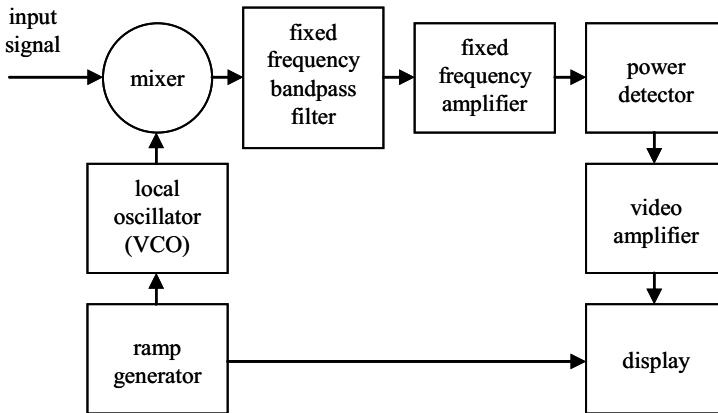 input
signal
mixer
fixed
frequency
bandpass
filter
fixed
frequency
amplifier
power
detector
local
oscillator
(VCO)
video
amplifier
ramp
generator
display